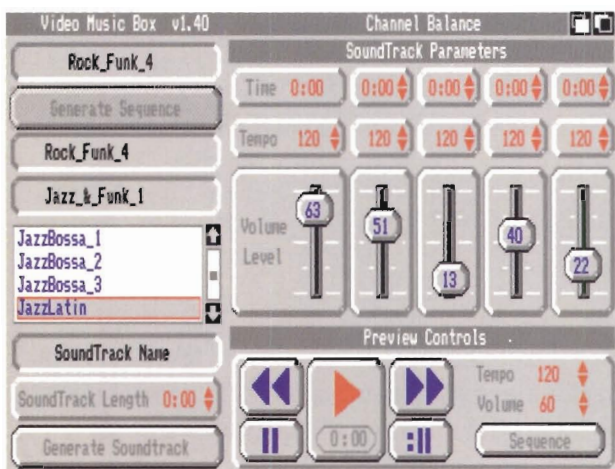 Video Music Box v1.40
Channel Balance
Rock_Funk_4
Generate Sequence
Rock_Funk_4
Jazz_&_Funk_1
JazzBossa_1
JazzBossa_2
JazzBossa_3
JazzLatin
SoundTrack Name
SoundTrack Length 0:00
Generate Soundtrack
SoundTrack Parameters
Time 0:00 0:00 0:00 0:00 0:00
Tempo 120 120 120 120 120
Volume
Level
63
51
13
40
22
Preview Controls
0:00
Tempo 120
Volume 60
Sequence